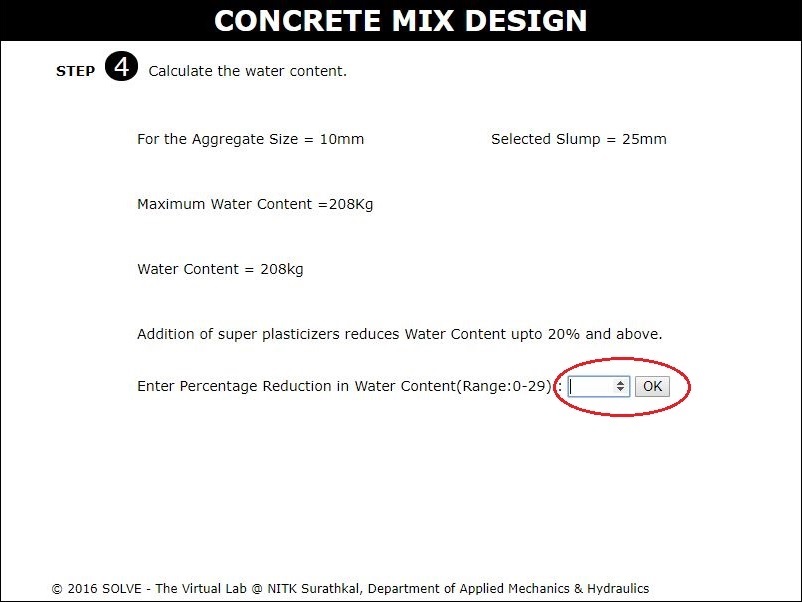 CONCRETE MIX DESIGN
STEP 4 Calculate the water content.
For the Aggregate Size = 10mm Selected Slump = 25mm
Maximum Water Content =208Kg
Water Content = 208kg
Addition of super plasticizers reduces Water Content upto 20% and above.
Enter Percentage Reduction in Water Content(Range:0-29) : OK
© 2016 SOLVE - The Virtual Lab @ NITK Surathkal, Department of Applied Mechanics & Hydraulics